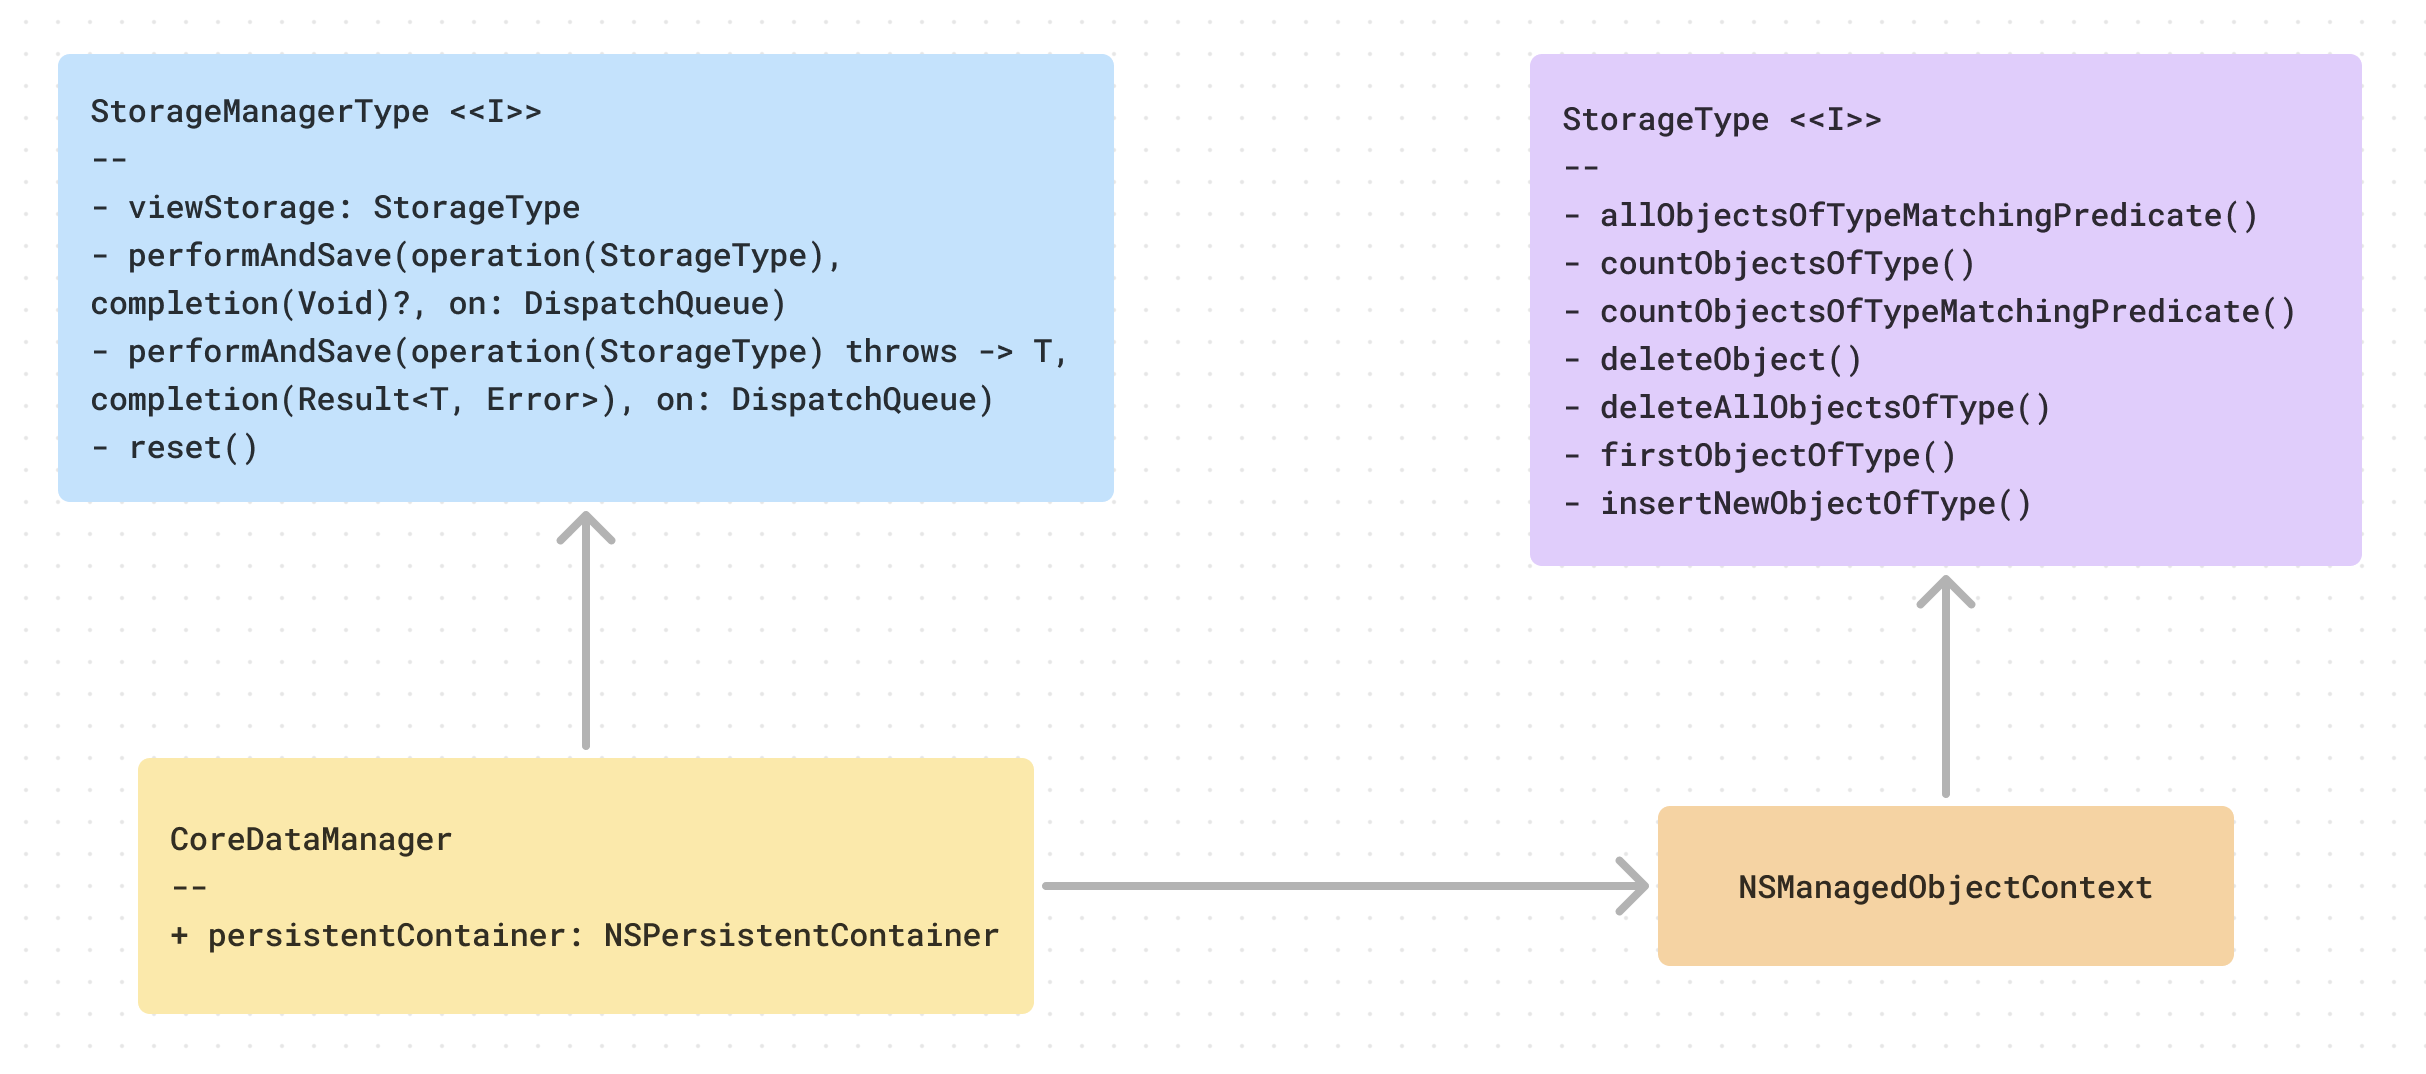 StorageManagerType <<I>>
--
- viewStorage: StorageType
- performAndSave(operation(StorageType),
completion(Void)?, on: DispatchQueue)
- performAndSave(operation(StorageType) throws -> T,
completion(Result<T, Error>), on: DispatchQueue)
- reset()
StorageType <<I>>
--
- allObjectsOfTypeMatchingPredicate()
- countObjectsOfType()
- countObjectsOfTypeMatchingPredicate()
- deleteObject()
- deleteAllObjectsOfType()
- firstObjectOfType()
- insertNewObjectOfType()
CoreDataManager
--
+ persistentContainer: NSPersistentContainer
NSManagedObjectContext